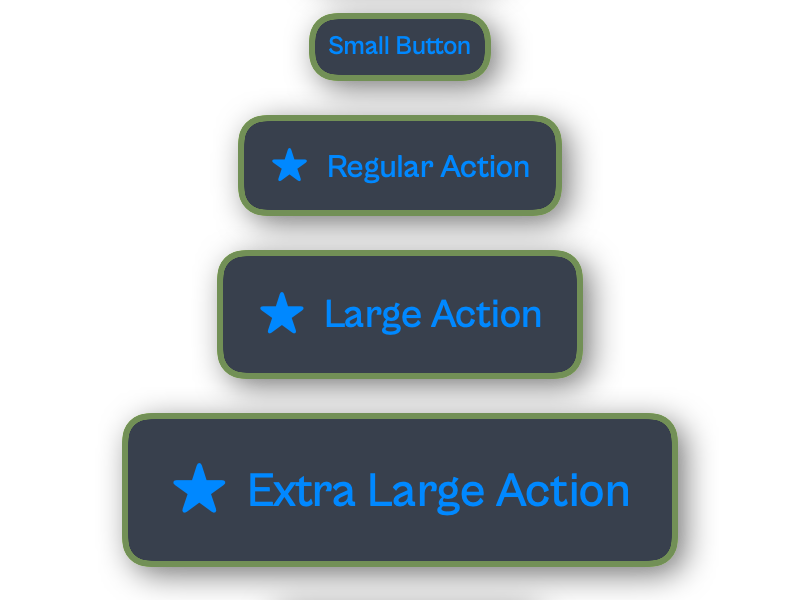 Small Button
Regular Action
Large Action
Extra Large Action